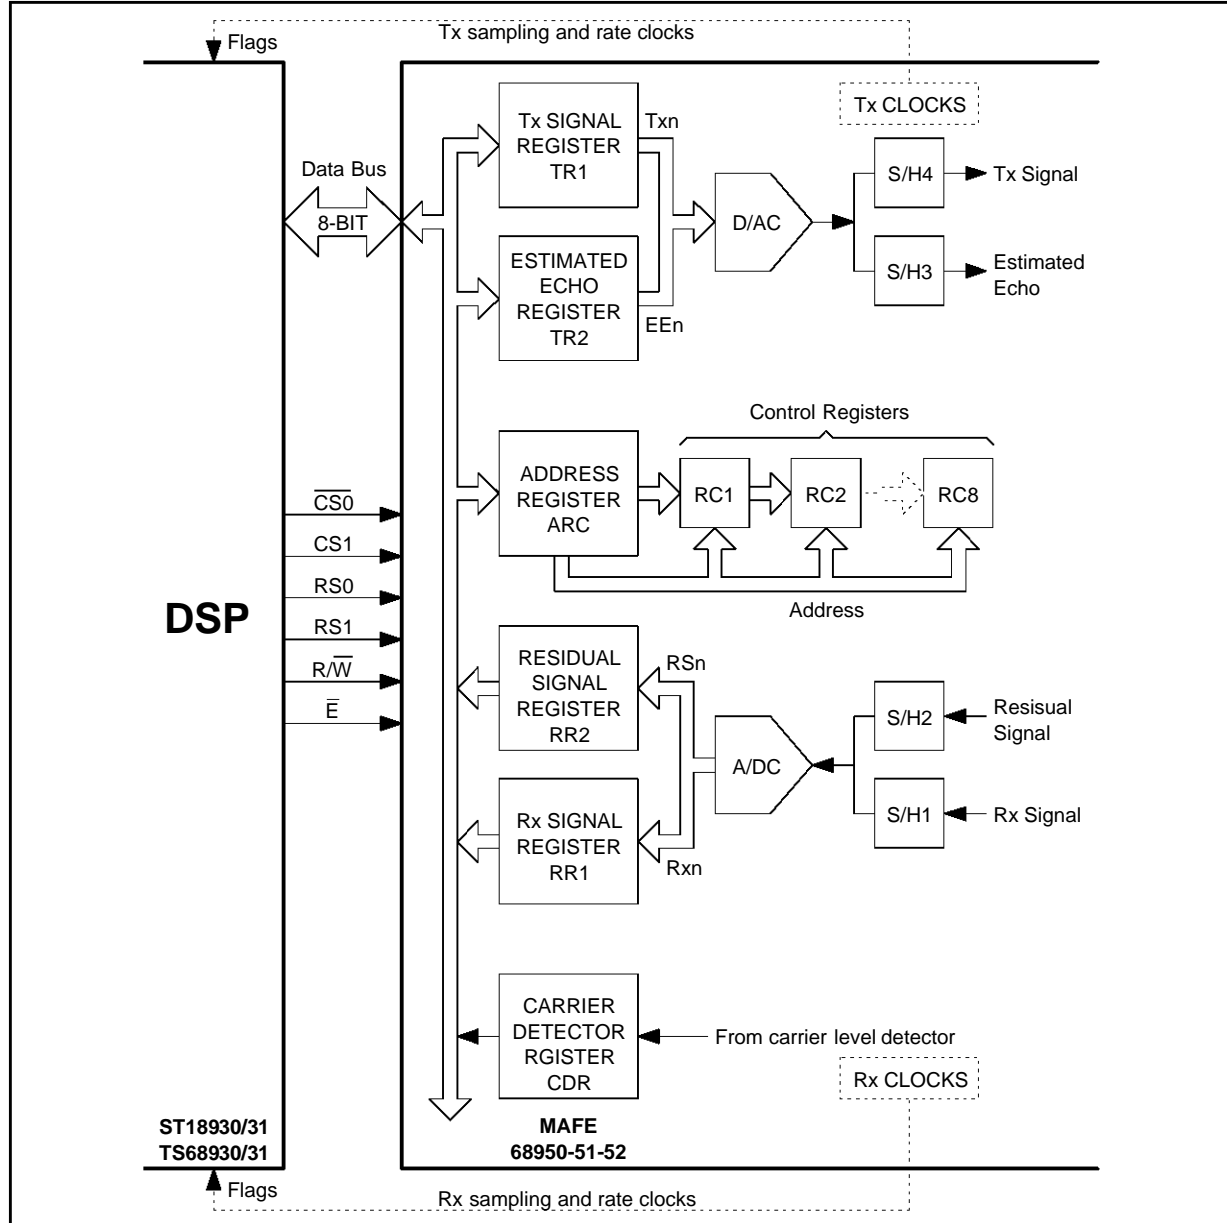 Tx sampling and rate clocks
Flags
Tx CLOCKS
Tx SIGNAL
REGISTER
TR1
Txn
Data Bus
8-BIT
D/AC
S/H4
Tx Signal
S/H3
Estimated
Echo
ESTIMATED
ECHO
REGISTER
TR2
EEn
Control Registers
ADDRESS
REGISTER
ARC
RC1
RC2
RC8
Address
CS0
CS1
RS0
RS1
R/W
E
DSP
RESIDUAL
SIGNAL
REGISTER
RR2
RSn
S/H2
Resisual
Signal
A/DC
S/H1
Rx Signal
Rx SIGNAL
REGISTER
RR1
Rxn
CARRIER
DETECTOR
RGISTER
CDR
From carrier level detector
Rx CLOCKS
ST18930/31
TS68930/31
MAFE
68950-51-52
Flags
Rx sampling and rate clocks